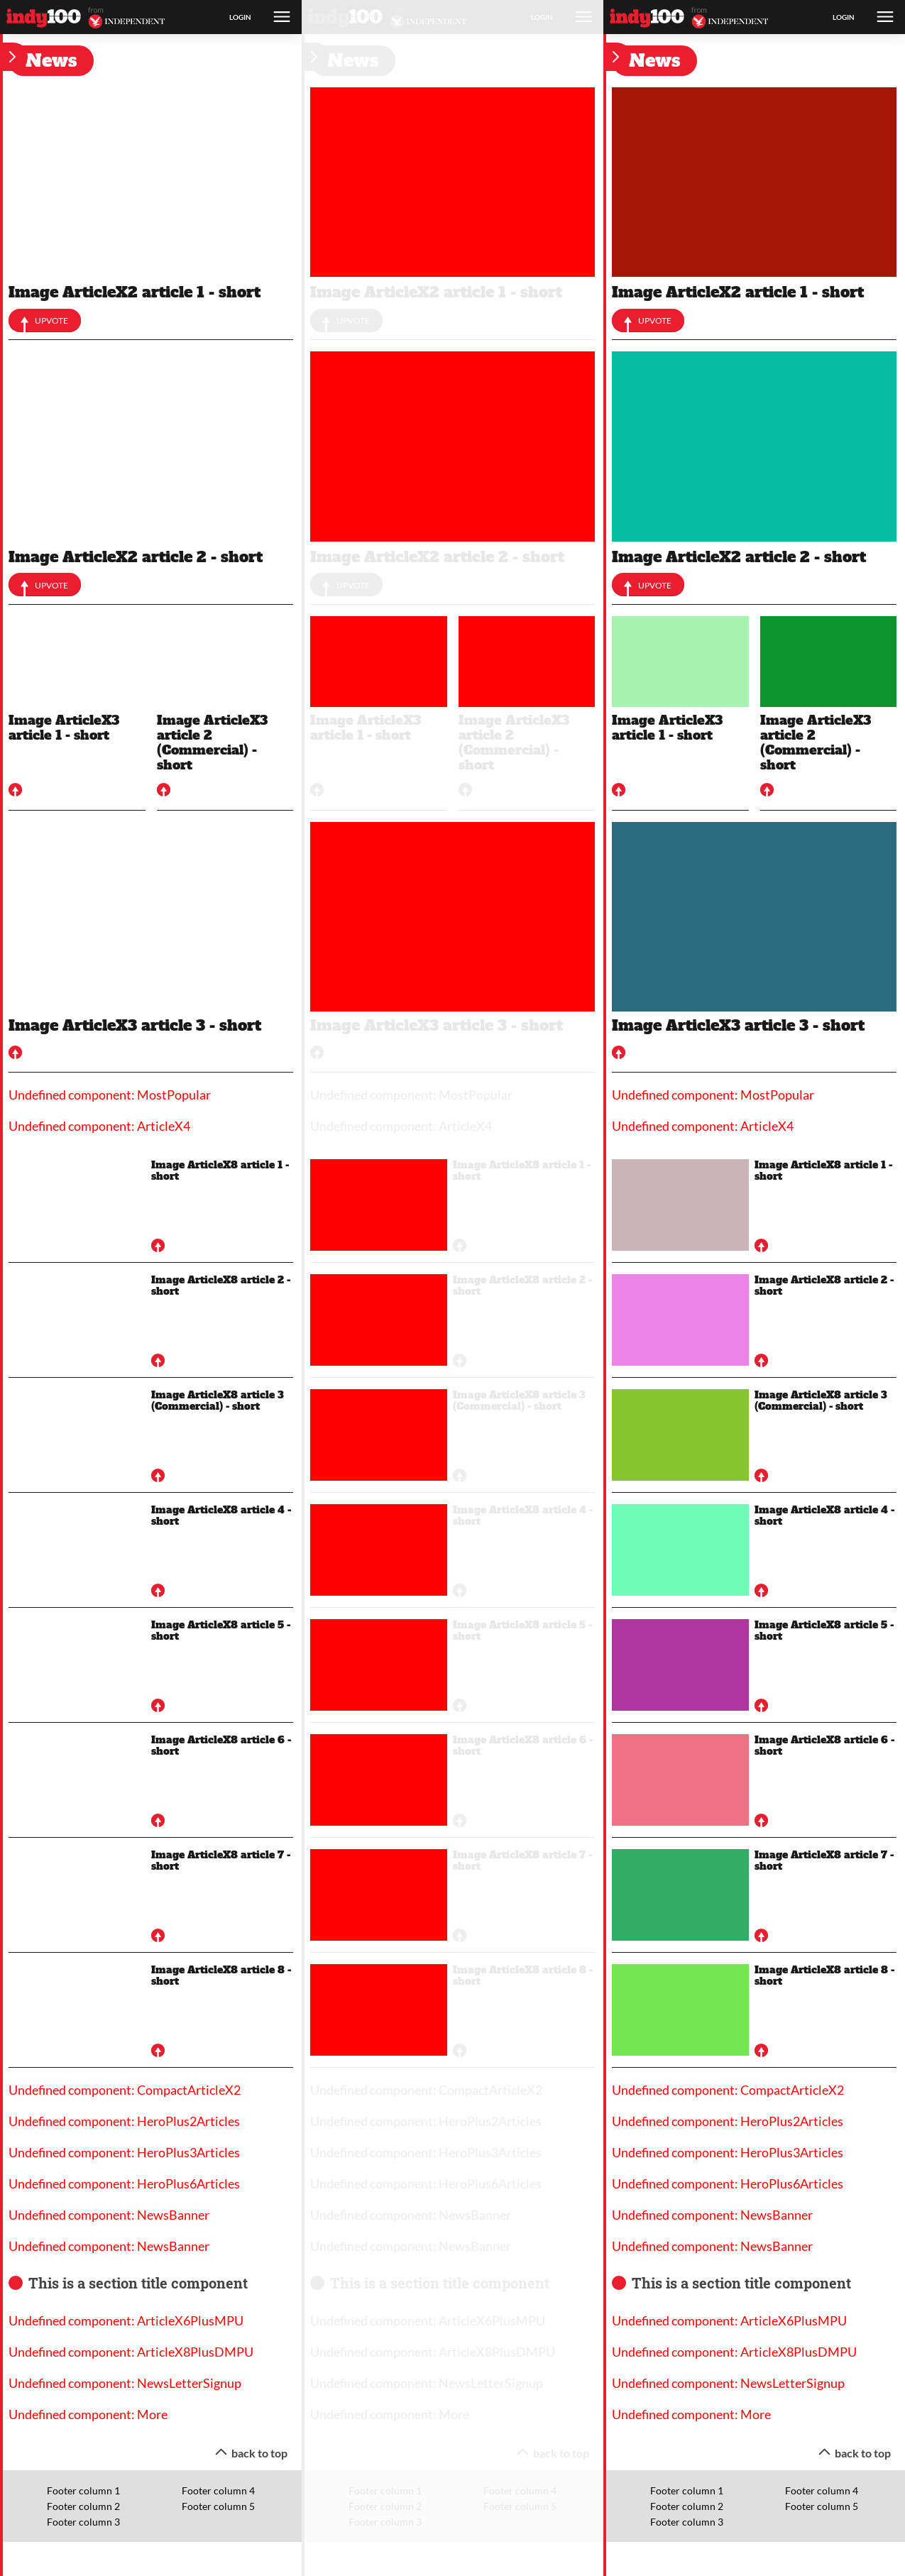 indy100 from INDEPENDENT LOGIN
News
Image ArticleX2 article 1 - short
UPVOTE
Image ArticleX2 article 2 - short
UPVOTE
Image ArticleX3
article 1 - short
Image ArticleX3
article 2
(Commercial) -
short
Image ArticleX3 article 3 - short
Undefined component: MostPopular
Undefined component: ArticleX4
Image ArticleX8 article 1 -
short
Image ArticleX8 article 2 -
short
Image ArticleX8 article 3
(Commercial) - short
Image ArticleX8 article 4 -
short
Image ArticleX8 article 5 -
short
Image ArticleX8 article 6 -
short
Image ArticleX8 article 7 -
short
Image ArticleX8 article 8 -
short
Undefined component: CompactArticleX2
Undefined component: HeroPlus2Articles
Undefined component: HeroPlus3Articles
Undefined component: HeroPlus6Articles
Undefined component: NewsBanner
Undefined component: NewsBanner
This is a section title component
Undefined component: ArticleX6PlusMPU
Undefined component: ArticleX8PlusDMPU
Undefined component: NewsLetterSignup
Undefined component: More
back to top
Footer column 1
Footer column 2
Footer column 3
Footer column 4
Footer column 5
indy100 INDEPENDENT LOGIN
News
Image ArticleX2 article 1 - short
UPVOTE
Image ArticleX2 article 2 - short
UPVOTE
Image ArticleX3
article 1 - short
Image ArticleX3
article 2
(Commercial) -
short
Image ArticleX3 article 3 - short
Undefined component: MostPopular
Undefined component: ArticleX4
Image ArticleX8 article 1 -
short
Image ArticleX8 article 2 -
short
Image ArticleX8 article 3
(Commercial) - short
Image ArticleX8 article 4 -
short
Image ArticleX8 article 5 -
short
Image ArticleX8 article 6 -
short
Image ArticleX8 article 7 -
short
Image ArticleX8 article 8 -
short
Undefined component: CompactArticleX2
Undefined component: HeroPlus2Articles
Undefined component: HeroPlus3Articles
Undefined component: HeroPlus6Articles
Undefined component: NewsBanner
Undefined component: NewsBanner
This is a section title component
Undefined component: ArticleX6PlusMPU
Undefined component: ArticleX8PlusDMPU
Undefined component: NewsLetterSignup
Undefined component: More
back to top
Footer column 1
Footer column 2
Footer column 3
Footer column 4
Footer column 5
indy100 from INDEPENDENT LOGIN
News
Image ArticleX2 article 1 - short
UPVOTE
Image ArticleX2 article 2 - short
UPVOTE
Image ArticleX3
article 1 - short
Image ArticleX3
article 2
(Commercial) -
short
Image ArticleX3 article 3 - short
Undefined component: MostPopular
Undefined component: ArticleX4
Image ArticleX8 article 1 -
short
Image ArticleX8 article 2 -
short
Image ArticleX8 article 3
(Commercial) - short
Image ArticleX8 article 4 -
short
Image ArticleX8 article 5 -
short
Image ArticleX8 article 6 -
short
Image ArticleX8 article 7 -
short
Image ArticleX8 article 8 -
short
Undefined component: CompactArticleX2
Undefined component: HeroPlus2Articles
Undefined component: HeroPlus3Articles
Undefined component: HeroPlus6Articles
Undefined component: NewsBanner
Undefined component: NewsBanner
This is a section title component
Undefined component: ArticleX6PlusMPU
Undefined component: ArticleX8PlusDMPU
Undefined component: NewsLetterSignup
Undefined component: More
back to top
Footer column 1
Footer column 2
Footer column 3
Footer column 4
Footer column 5